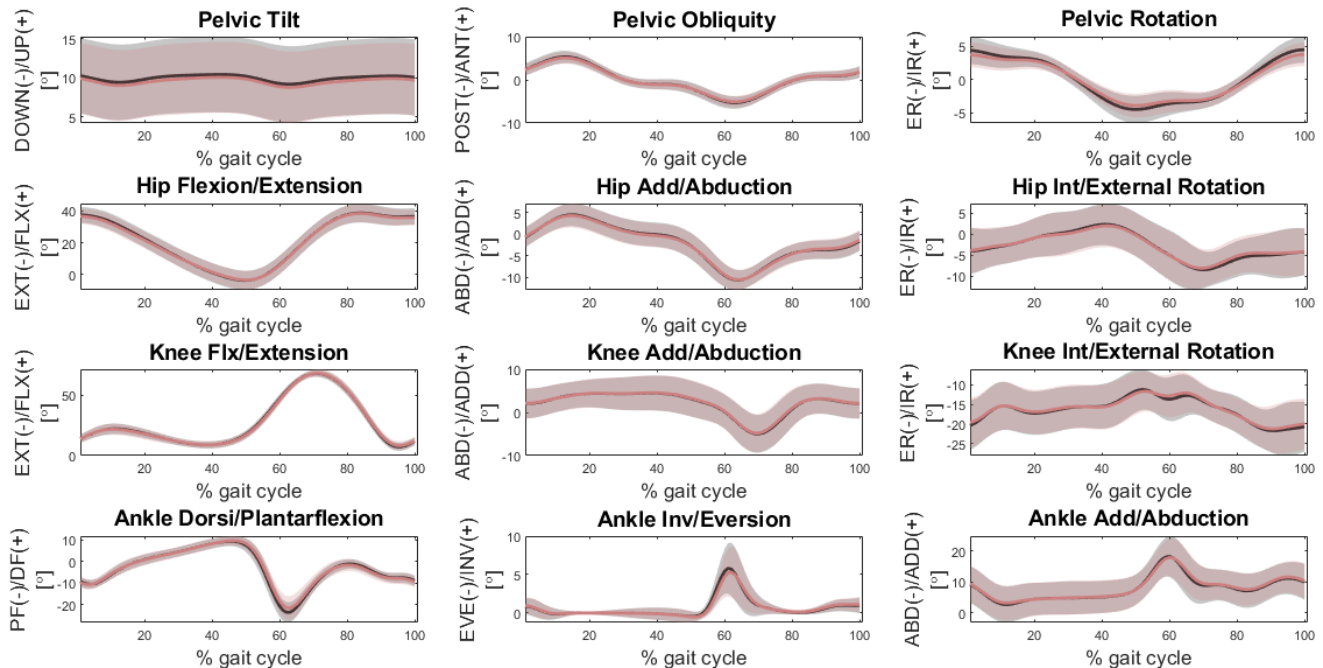 Pelvic Tilt
DOWN(-)/UP(+)
[°]
15
10
5
20 40 60 80 100
% gait cycle
Pelvic Obliquity
POST(-)/ANT(+)
[°]
10
0
-10
20 40 60 80 100
% gait cycle
Pelvic Rotation
ER(-)/IR(+)
[°]
5
0
-5
20 40 60 80 100
% gait cycle
Hip Flexion/Extension
EXT(-)/FLX(+)
[°]
40
20
0
20 40 60 80 100
% gait cycle
Hip Add/Abduction
ABD(-)/ADD(+)
[°]
5
0
-5
-10
20 40 60 80 100
% gait cycle
Hip Int/External Rotation
ER(-)/IR(+)
[°]
5
0
-5
-10
20 40 60 80 100
% gait cycle
Knee Flx/Extension
EXT(-)/FLX(+)
[°]
50
0
20 40 60 80 100
% gait cycle
Knee Add/Abduction
ABD(-)/ADD(+)
[°]
10
0
-10
20 40 60 80 100
% gait cycle
Knee Int/External Rotation
ER(-)/IR(+)
[°]
-10
-15
-20
-25
20 40 60 80 100
% gait cycle
Ankle Dorsi/Plantarflexion
PF(-)/DF(+)
[°]
10
0
-10
-20
20 40 60 80 100
% gait cycle
Ankle Inv/Eversion
EVE(-)/INV(+)
[°]
10
5
0
20 40 60 80 100
% gait cycle
Ankle Add/Abduction
ABD(-)/ADD(+)
[°]
20
10
0
20 40 60 80 100
% gait cycle